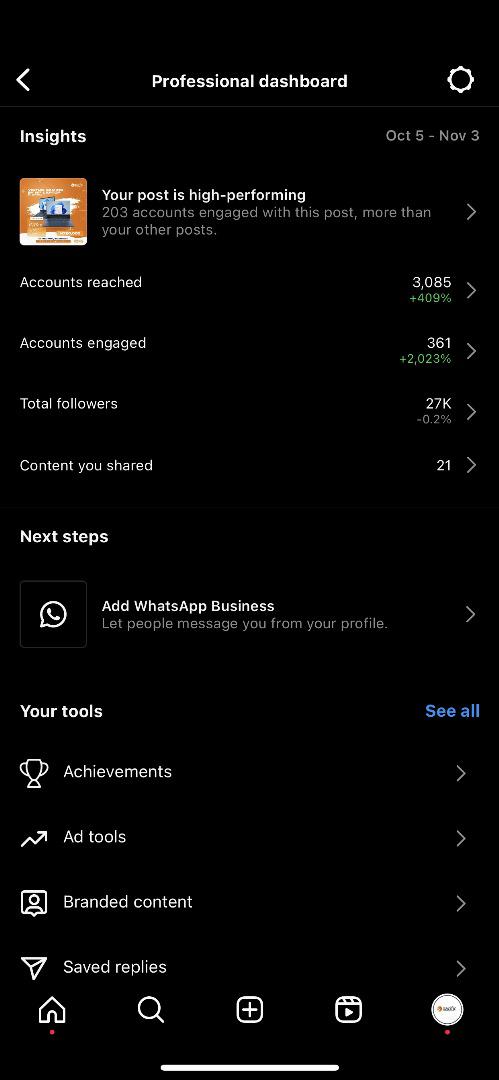 Professional dashboard
Insights
Oct 5 - Nov 3
Your post is high-performing
203 accounts engaged with this post, more than
your other posts.
Accounts reached
3,085
+409%
Accounts engaged
361
+2,023%
Total followers
27K
-0.2%
Content you shared
21
Next steps
Add WhatsApp Business
Let people message you from your profile.
Your tools
See all
Achievements
Ad tools
Branded content
Saved replies